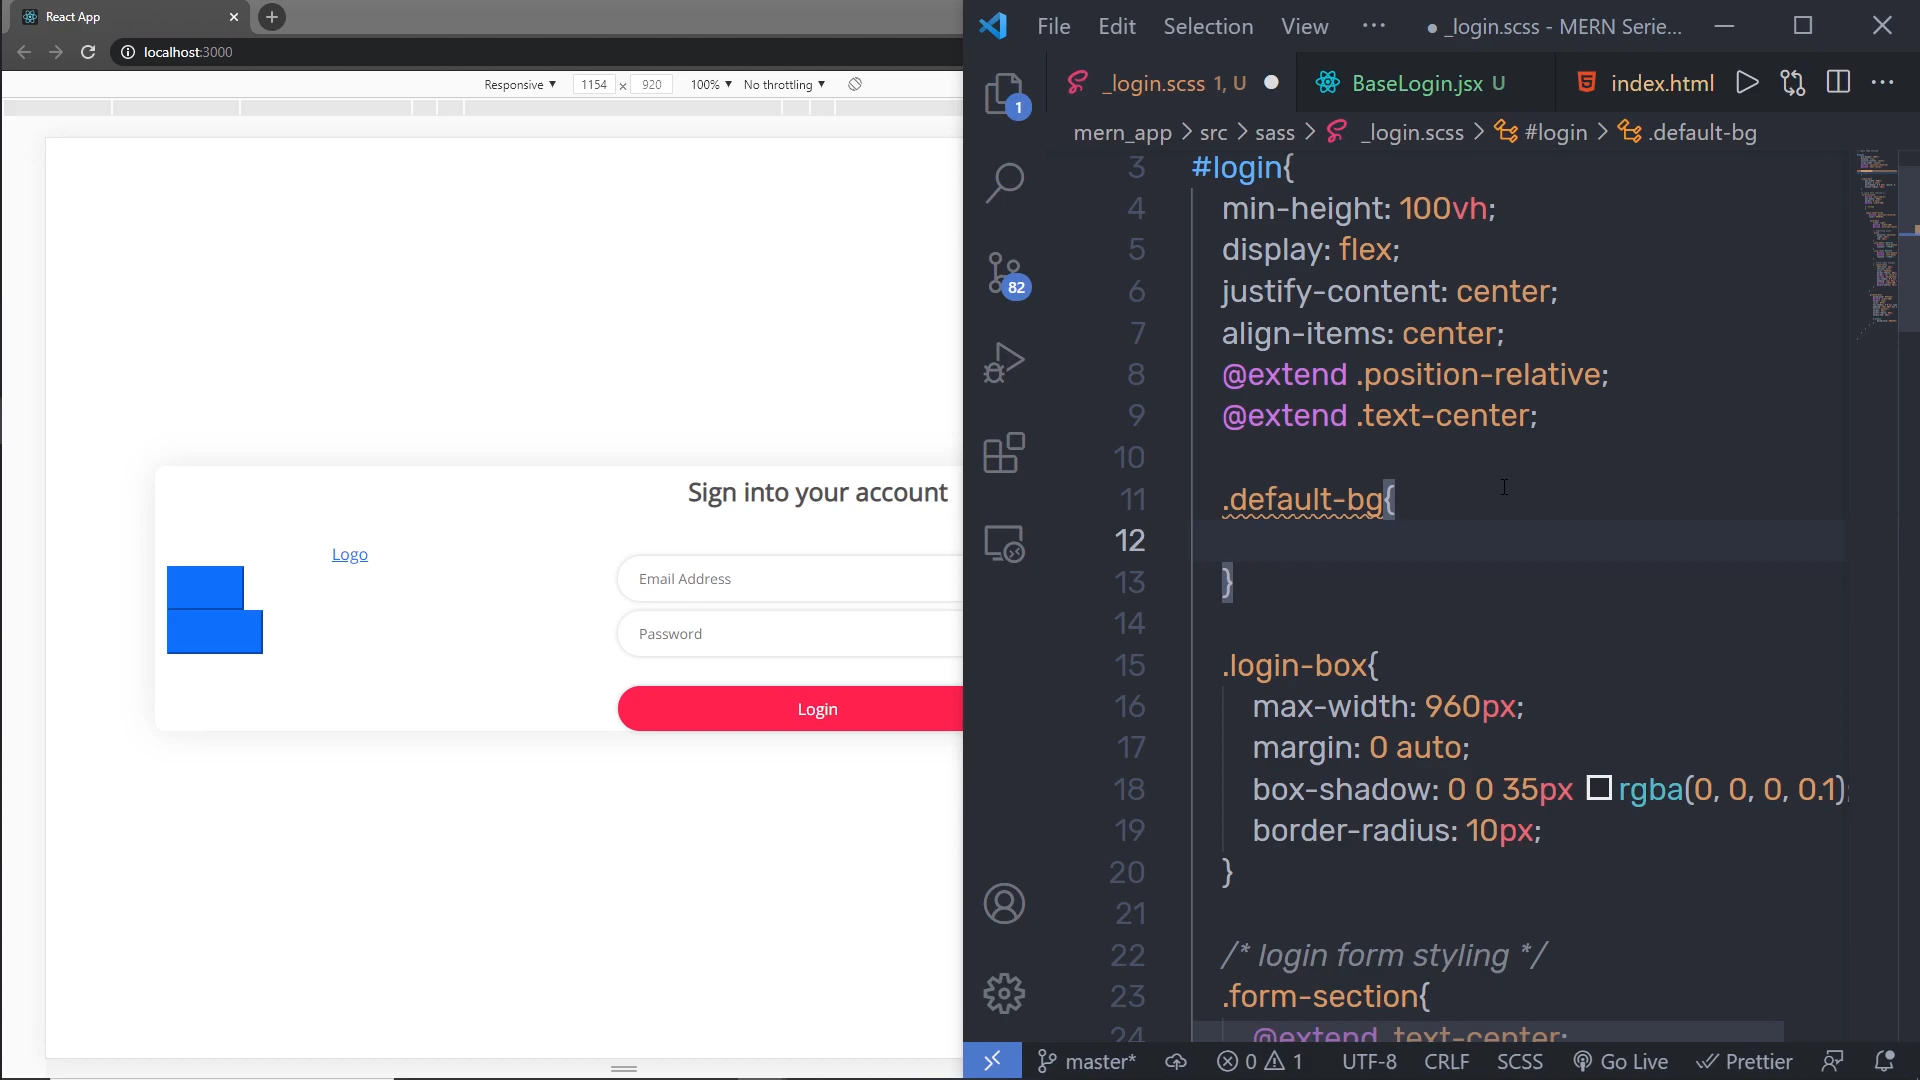 React App
localhost:3000
Responsive 1154 x 920 100% No throttling
Sign into your account
Logo
Email Address
Password
Login
File Edit Selection View ··· ● _login.scss - MERN Serie...
_login.scss 1, U ● BaseLogin.jsx U index.html
mern_app > src > sass > _login.scss > #login > .default-bg
1
82
3 #login{
4 min-height: 100vh;
5 display: flex;
6 justify-content: center;
7 align-items: center;
8 @extend .position-relative;
9 @extend .text-center;
10
11 .default-bg{
12
13 }
14
15 .login-box{
16 max-width: 960px;
17 margin: 0 auto;
18 box-shadow: 0 0 35px rgba(0, 0, 0, 0.1);
19 border-radius: 10px;
20 }
21
22 /* login form styling */
23 .form-section{
24 @extend .text-center;
master* 0 1 UTF-8 CRLF SCSS Go Live Prettier